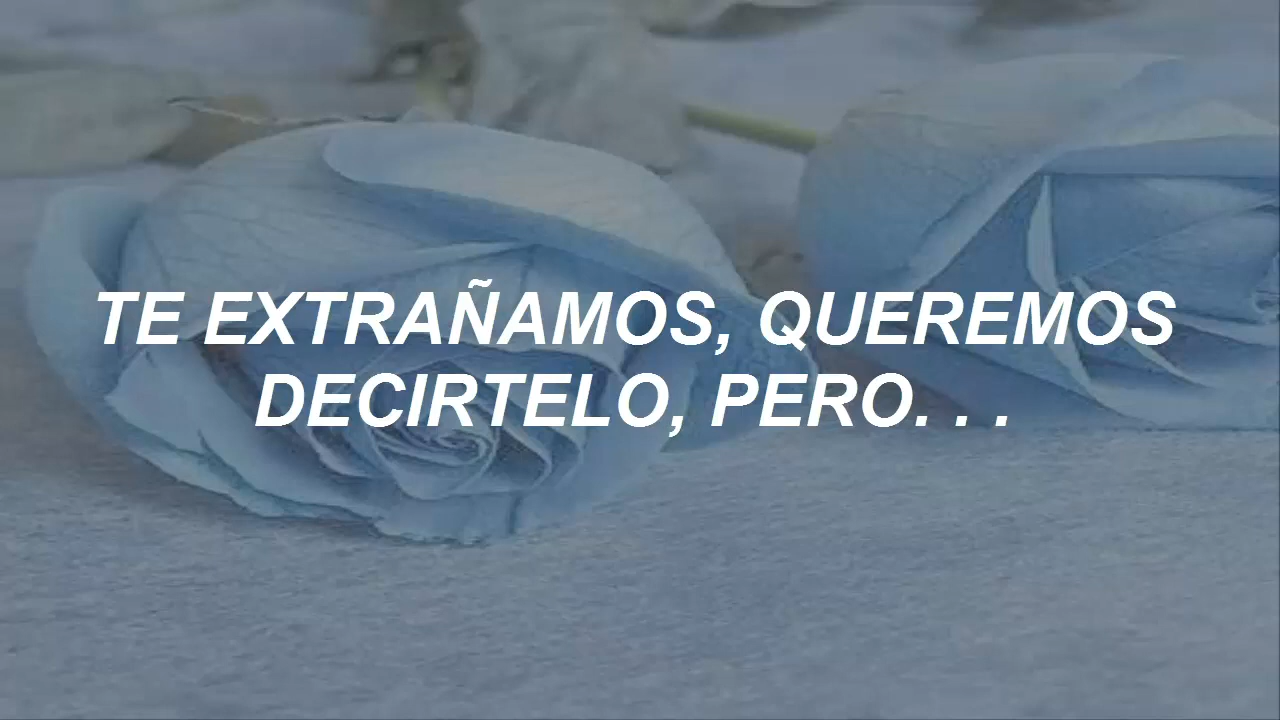 TE EXTRAÑAMOS, QUEREMOS
DECIRTELO, PERO. . .